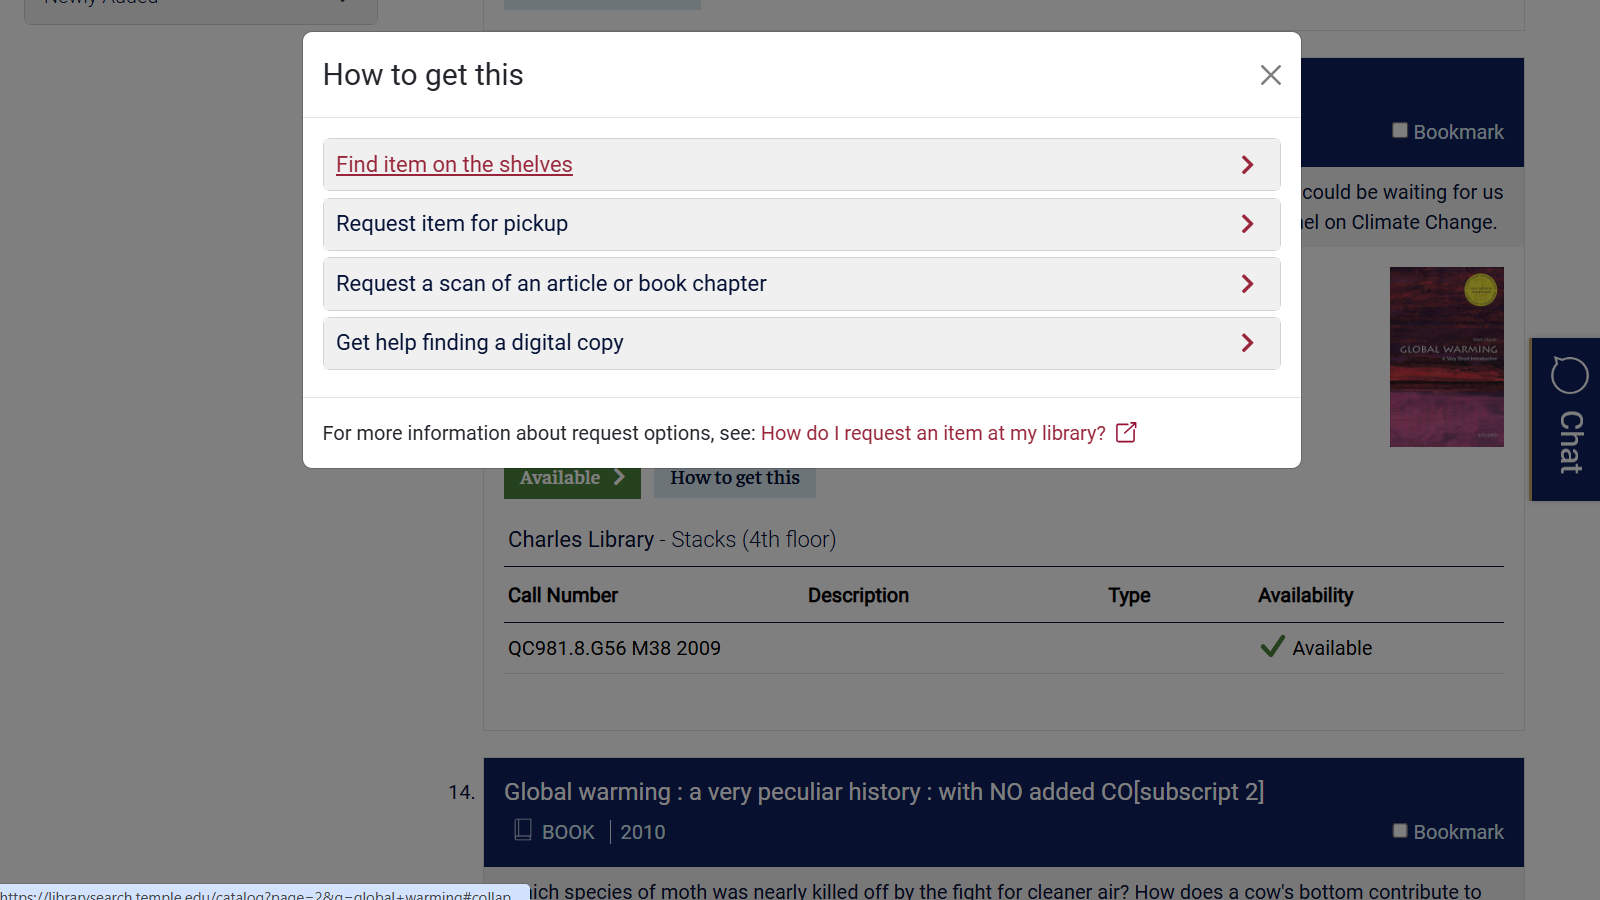 Newly Added
How to get this
Bookmark
Find item on the shelves
could be waiting for us
Request item for pickup
el on Climate Change.
Request a scan of an article or book chapter
Get help finding a digital copy
GLOBAL WARMING
A Very Short Introduction
For more information about request options, see: How do I request an item at my library?
Chat
Available
How to get this
Charles Library - Stacks (4th floor)
Call Number Description Type Availability
QC981.8.G56 M38 2009 Available
14. Global warming : a very peculiar history : with NO added CO[subscript 2]
BOOK 2010
Bookmark
https://librarysearch.temple.edu/catalog?page=2&q=global+warming#collap...
ich species of moth was nearly killed off by the fight for cleaner air? How does a cow's bottom contribute to